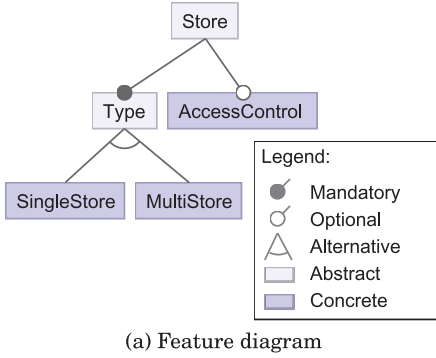 Store
Type
AccessControl
SingleStore
MultiStore
Legend:
Mandatory
Optional
Alternative
Abstract
Concrete
(a) Feature diagram